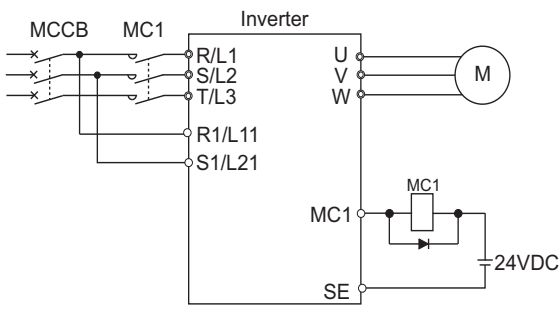 Inverter
MCCB MC1
R/L1 U
S/L2 V
T/L3 W
M
R1/L11
S1/L21
MC1
MC1
24VDC
SE